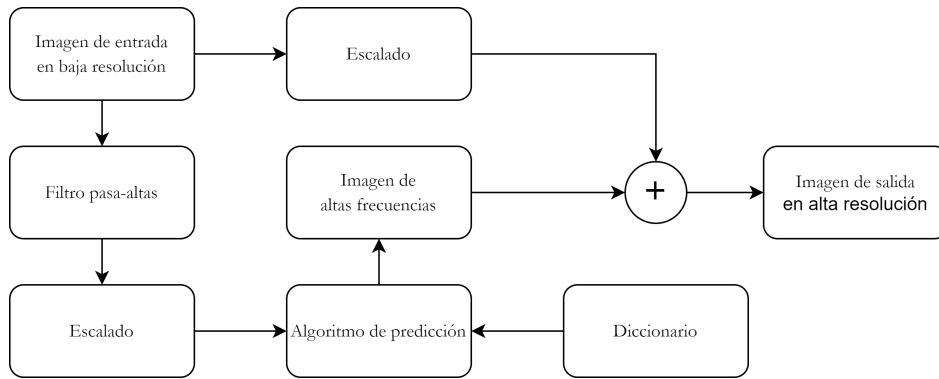 Imagen de entrada
en baja resolución
Escalado
Filtro pasa-altas
Imagen de
altas frecuencias
+
Imagen de salida
en alta resolución
Escalado
Algoritmo de predicción
Diccionario